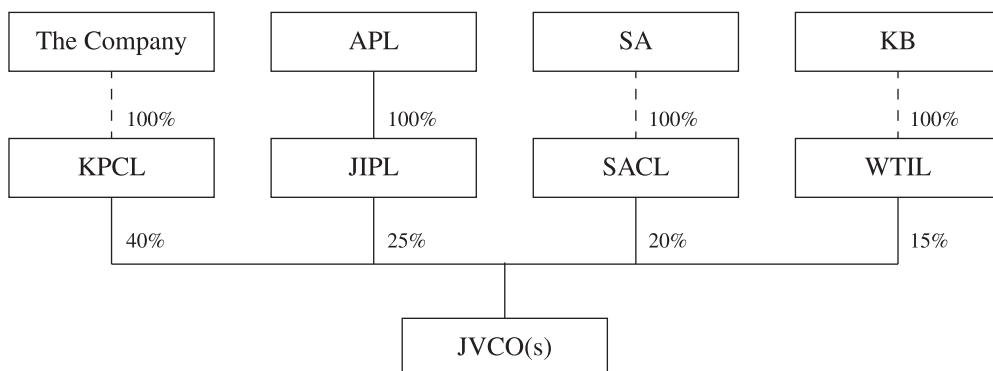 The Company APL SA KB
100% 100% 100% 100%
KPCL JIPL SACL WTIL
40% 25% 20% 15%
JVCO(s)